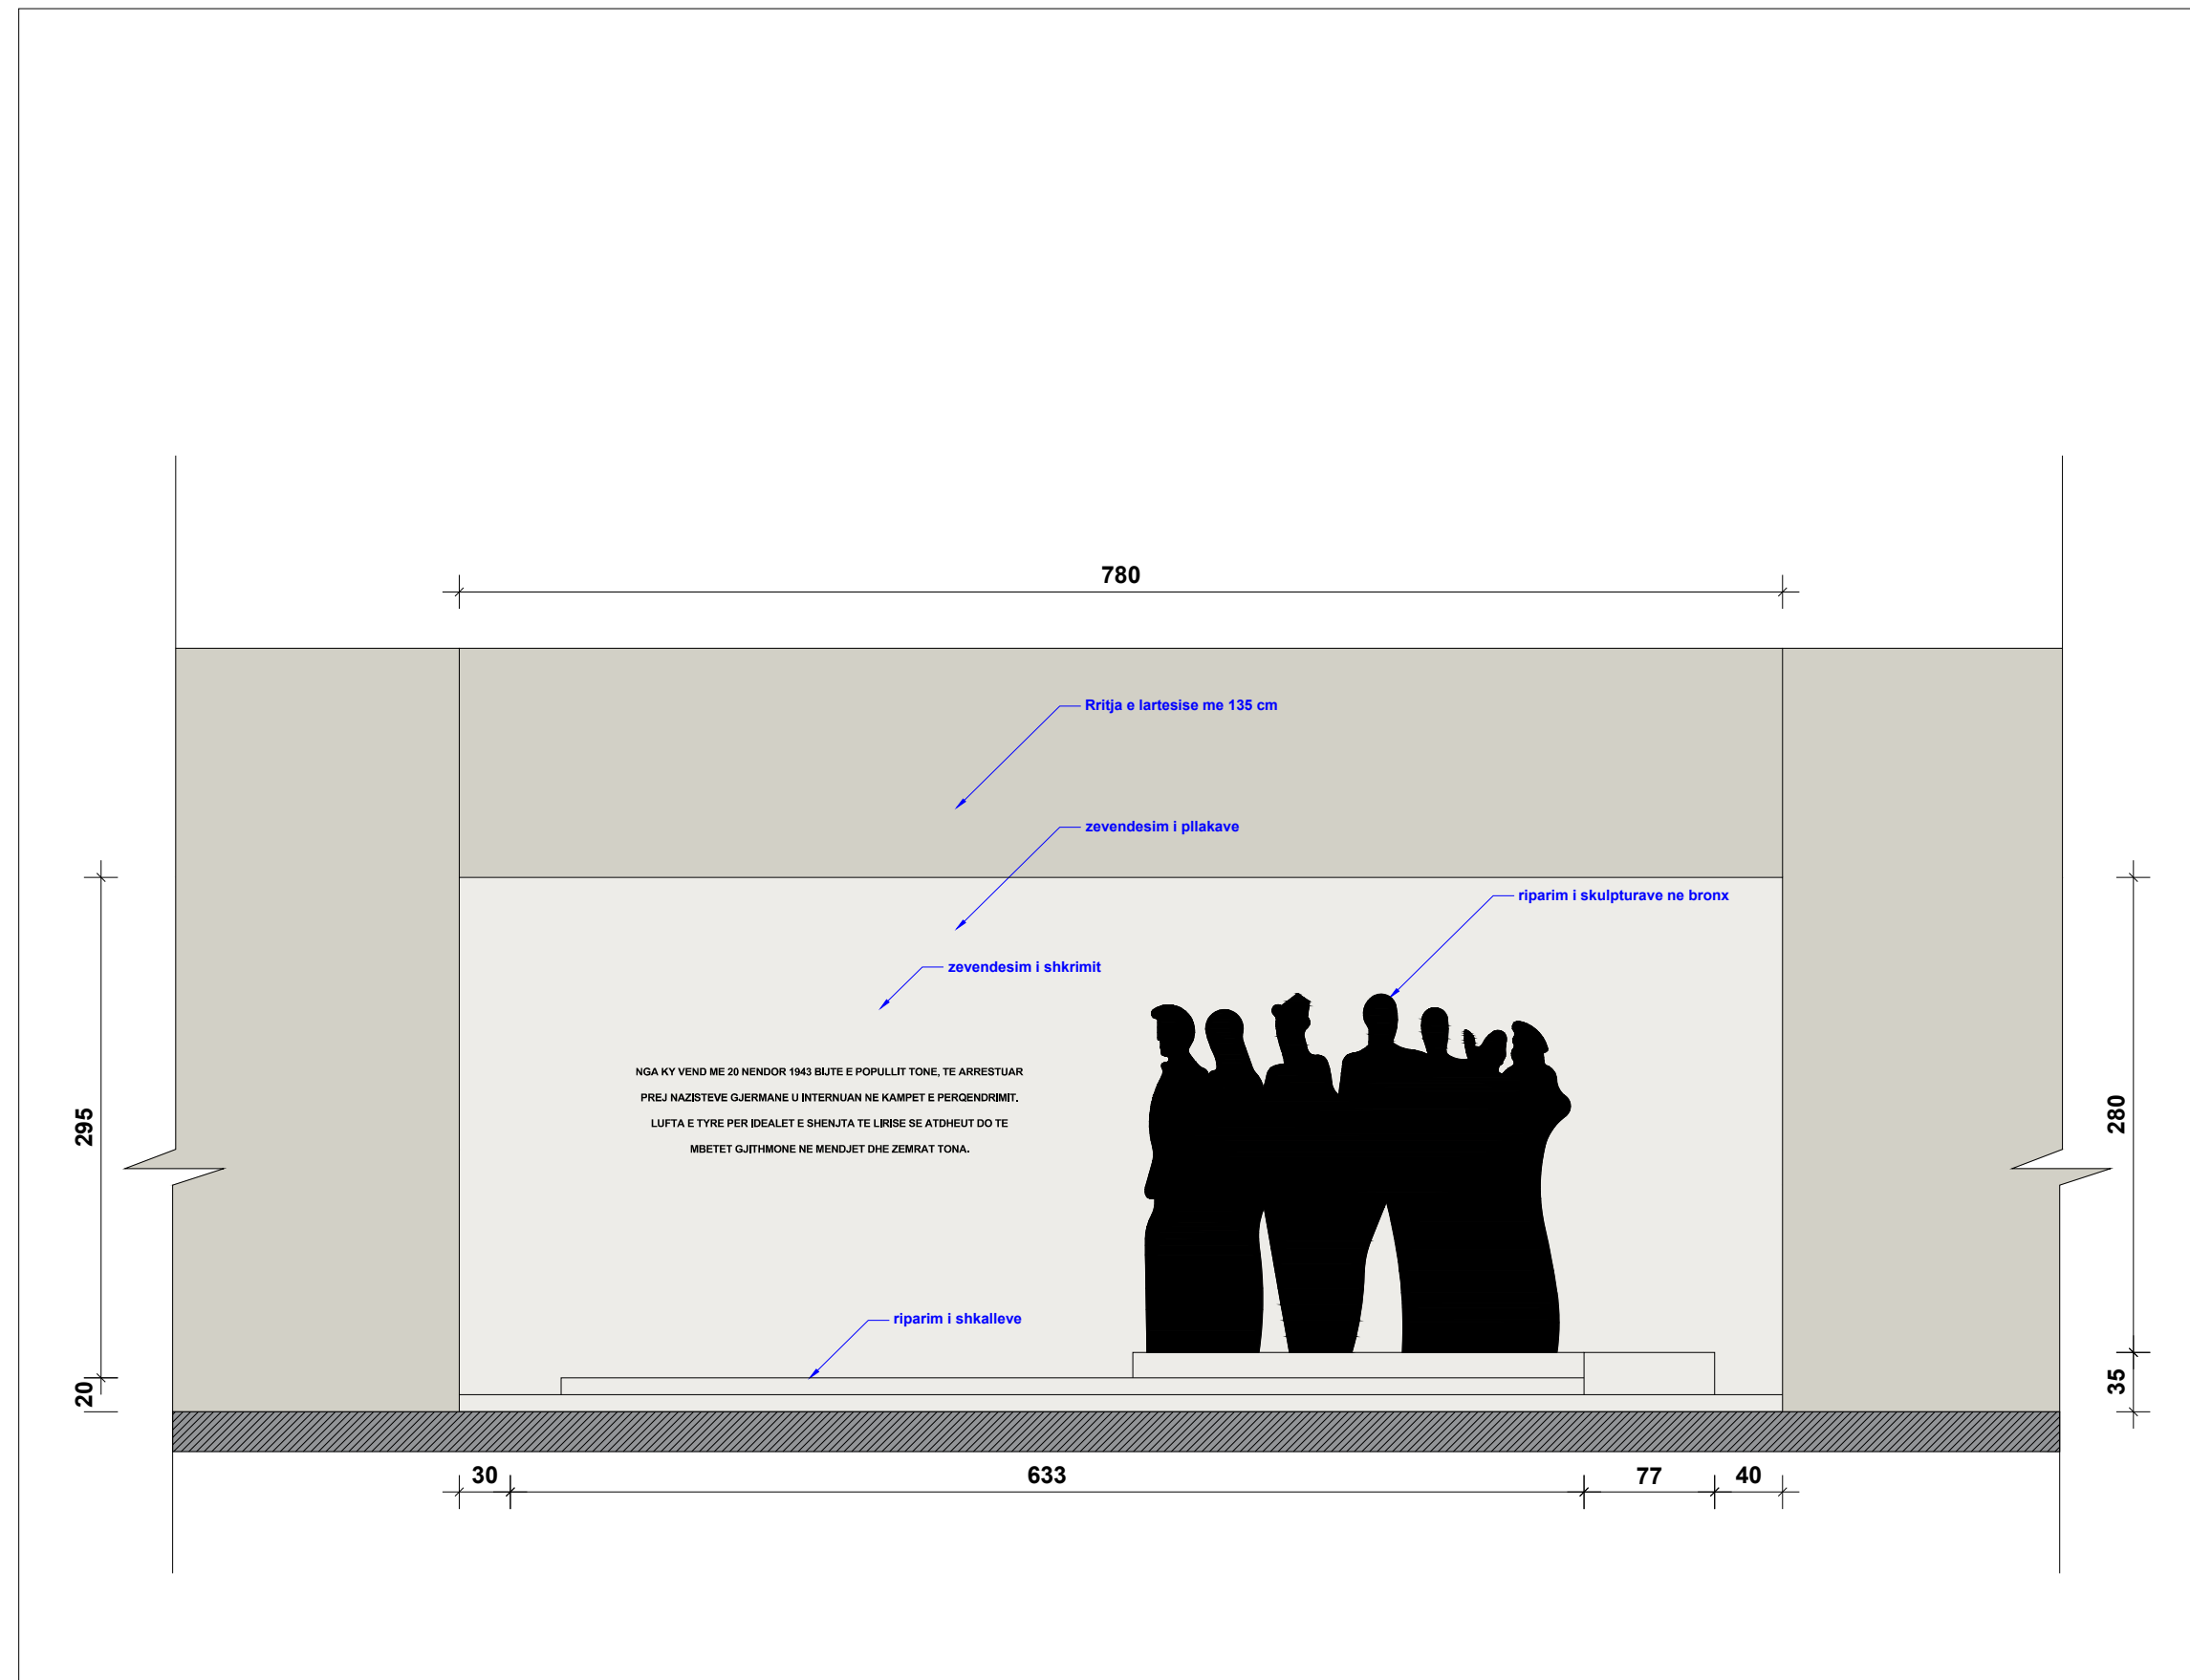 780
Rritja e lartesise me 135 cm
zevendesim i pllakave
riparim i skulpturave ne bronx
zevendesim i shkrimit
NGA KY VEND ME 20 NENDOR 1943 BIJTE E POPULLIT TONE, TE ARRESTUAR
PREJ NAZISTEVE GJERMANE U INTERNUAN NE KAMPET E PERQENDRIMIT.
LUFTA E TYRE PER IDEALET E SHENJTA TE LIRISE SE ATDHEUT DO TE
MBETET GJITHMONE NE MENDJET DHE ZEMRAT TONA.
295
280
riparim i shkalleve
20
35
30
633
77
40